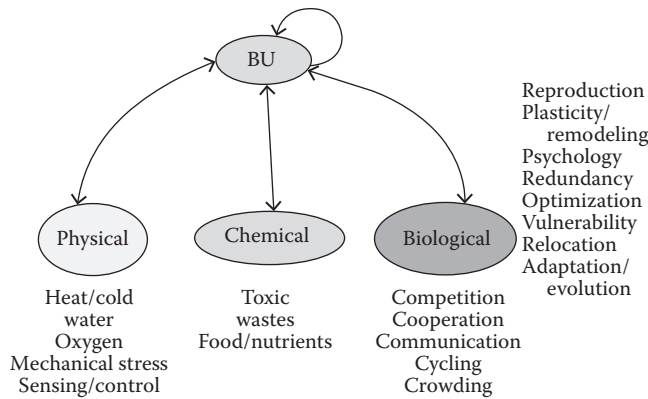 BU
Reproduction
Plasticity/
remodeling
Psychology
Redundancy
Optimization
Vulnerability
Relocation
Adaptation/
evolution
Physical
Chemical
Biological
Heat/cold
water
Oxygen
Mechanical stress
Sensing/control
Toxic
wastes
Food/nutrients
Competition
Cooperation
Communication
Cycling
Crowding